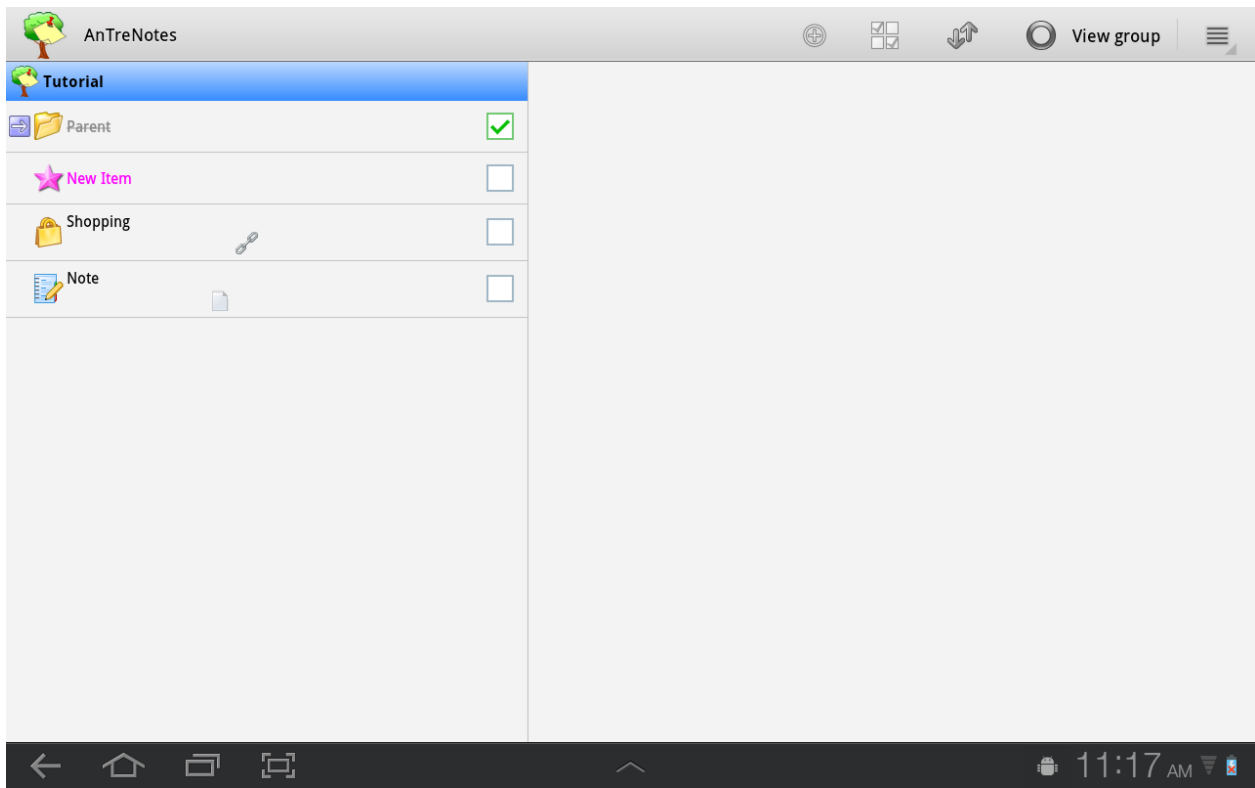 AnTreNotes
View group
Tutorial
Parent
New Item
Shopping
Note
11:17 AM